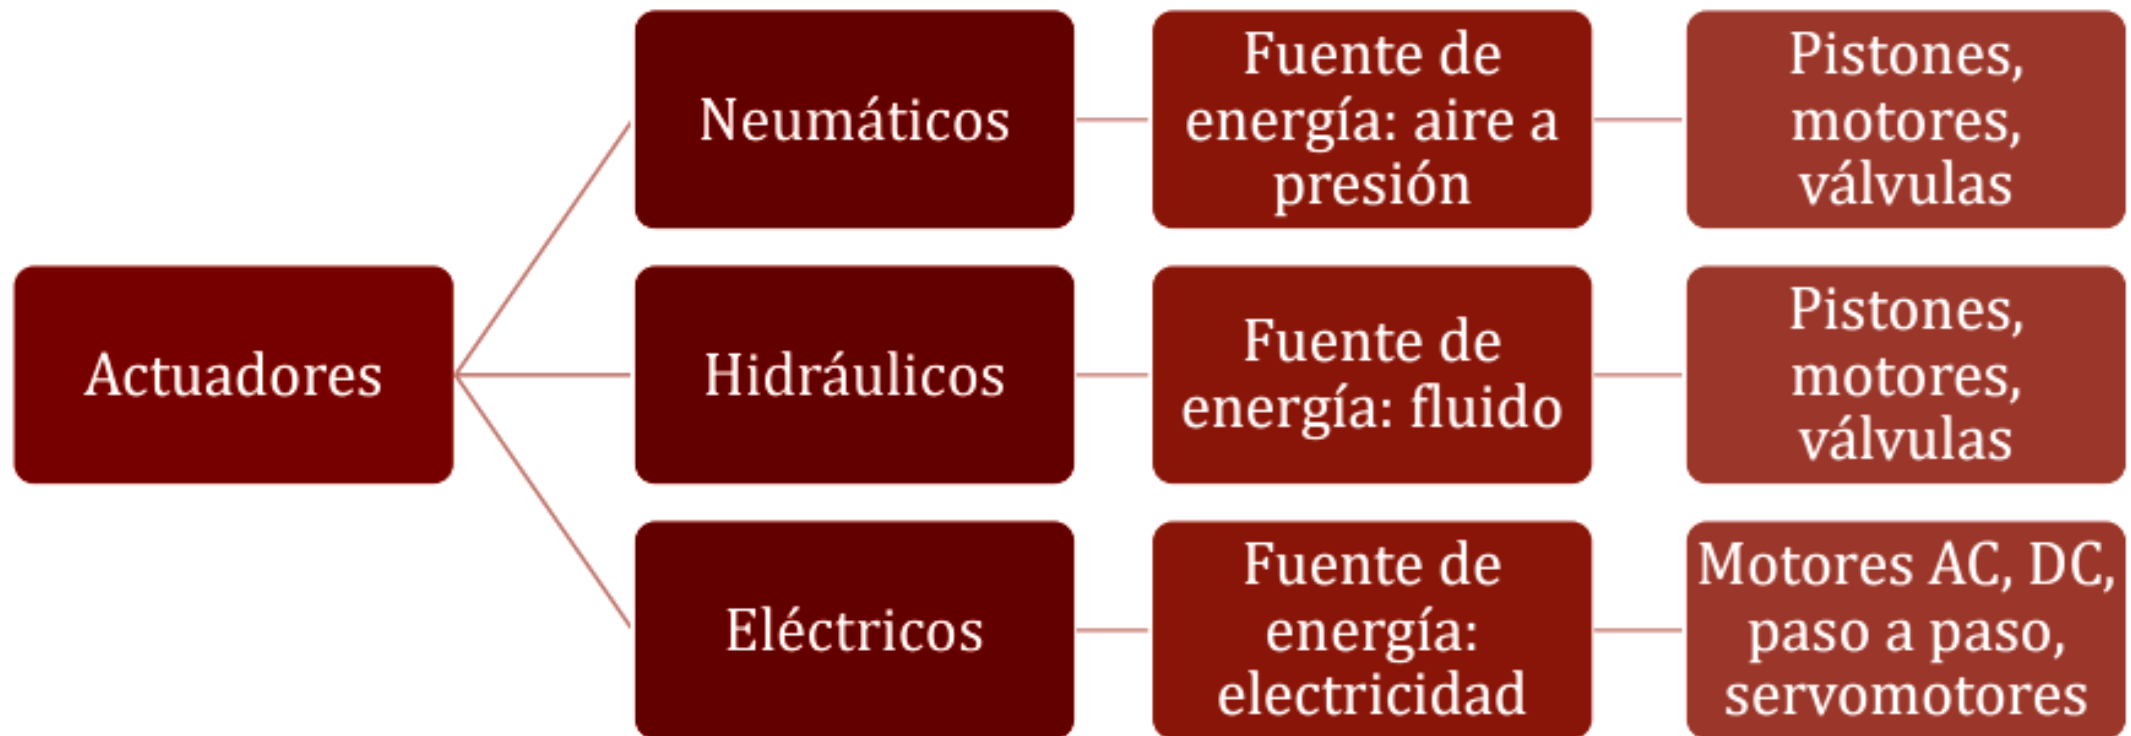 Actuadores
Neumáticos
Fuente de
energía: aire a
presión
Pistones,
motores,
válvulas
Hidráulicos
Fuente de
energía: fluido
Pistones,
motores,
válvulas
Eléctricos
Fuente de
energía:
electricidad
Motores AC, DC,
paso a paso,
servomotores